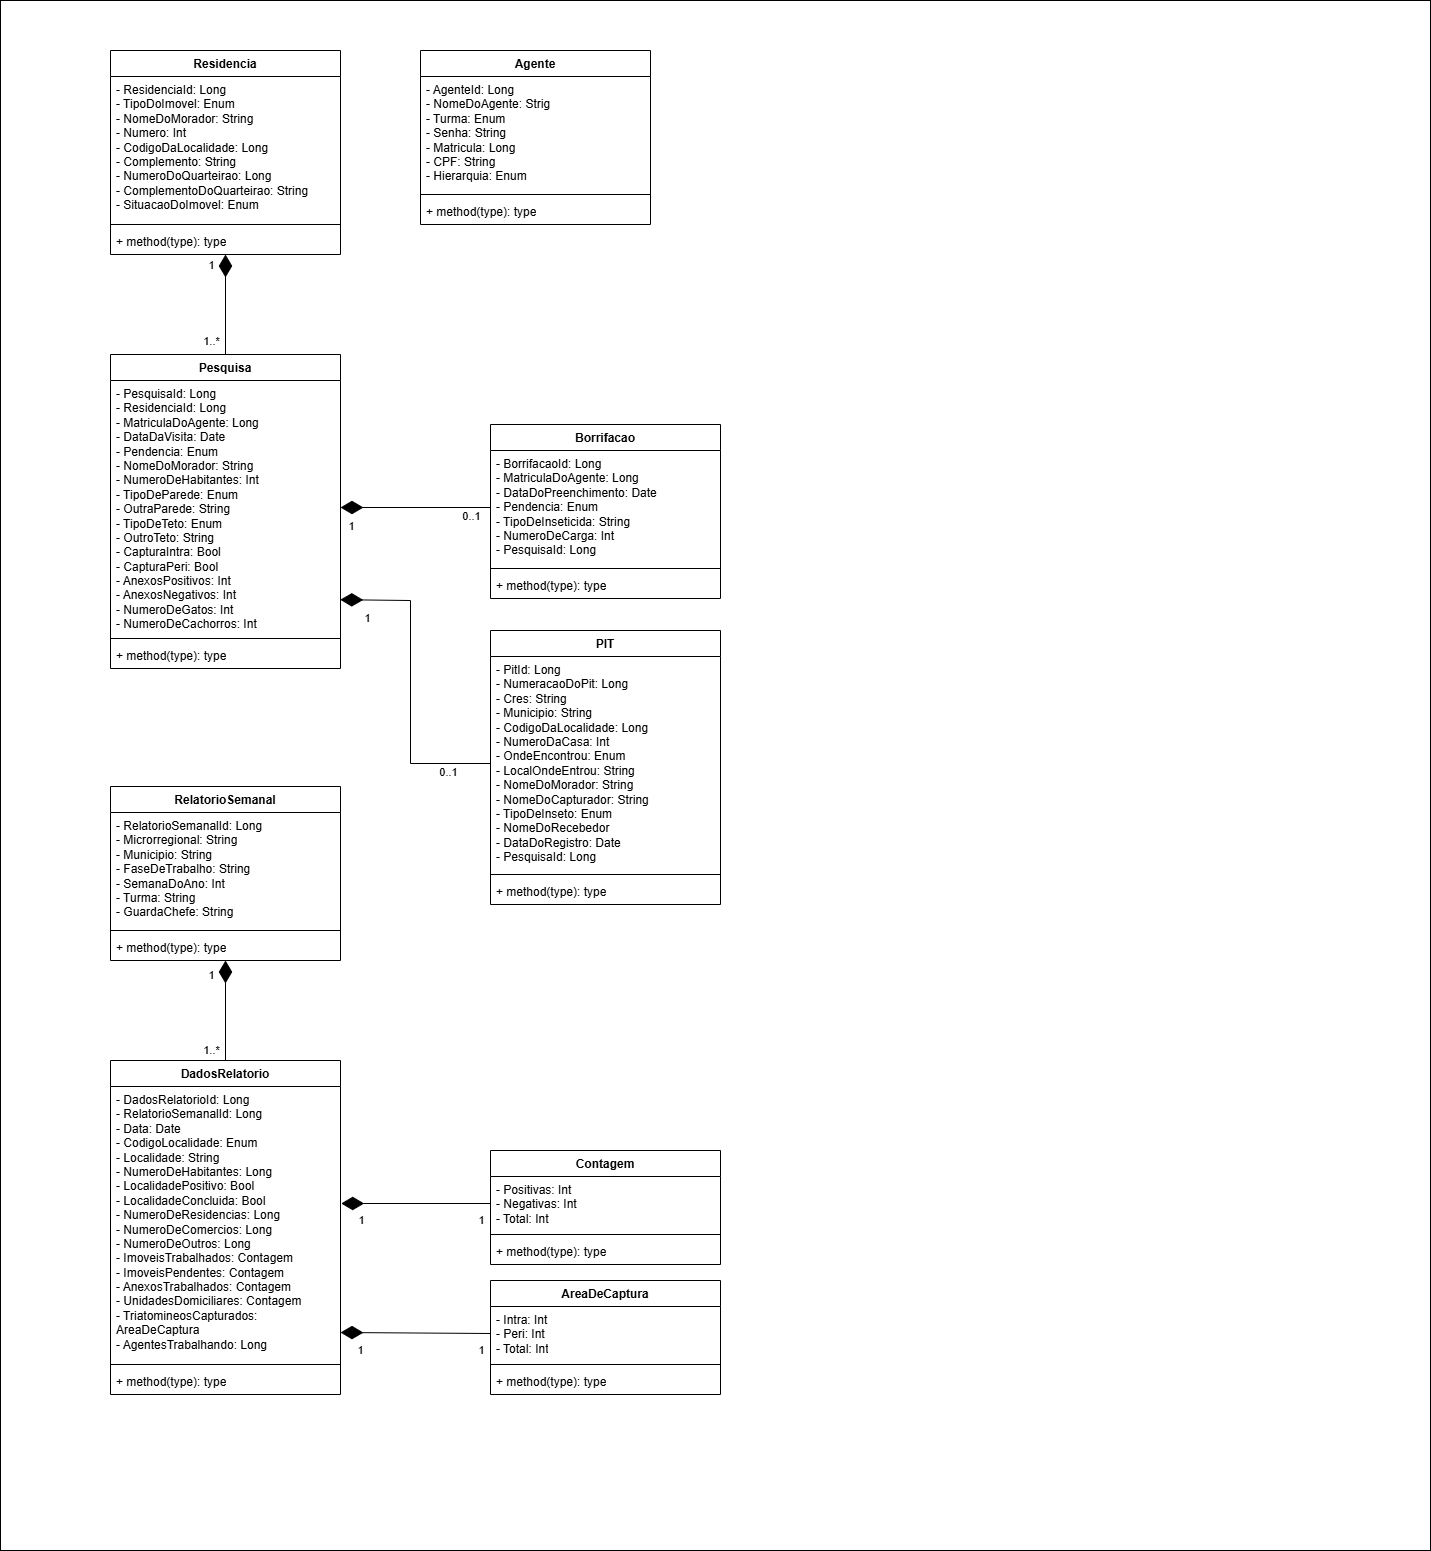 Residencia
- ResidenciaId: Long
- TipoDoImovel: Enum
- NomeDoMorador: String
- Numero: Int
- CodigoDaLocalidade: Long
- Complemento: String
- NumeroDoQuarteirao: Long
- ComplementoDoQuarteirao: String
- SituacaoDoImovel: Enum
+ method(type): type
Agente
- AgenteId: Long
- NomeDoAgente: Strig
- Turma: Enum
- Senha: String
- Matricula: Long
- CPF: String
- Hierarquia: Enum
+ method(type): type
1
1..*
Pesquisa
- PesquisaId: Long
- ResidenciaId: Long
- MatriculaDoAgente: Long
- DataDaVisita: Date
- Pendencia: Enum
- NomeDoMorador: String
- NumeroDeHabitantes: Int
- TipoDeParede: Enum
- OutraParede: String
- TipoDeTeto: Enum
- OutroTeto: String
- CapturaIntra: Bool
- CapturaPeri: Bool
- AnexosPositivos: Int
- AnexosNegativos: Int
- NumeroDeGatos: Int
- NumeroDeCachorros: Int
+ method(type): type
1
0..1
Borrifacao
- BorrifacaoId: Long
- MatriculaDoAgente: Long
- DataDoPreenchimento: Date
- Pendencia: Enum
- TipoDeInseticida: String
- NumeroDeCarga: Int
- PesquisaId: Long
+ method(type): type
1
0..1
PIT
- PitId: Long
- NumeracaoDoPit: Long
- Cres: String
- Municipio: String
- CodigoDaLocalidade: Long
- NumeroDaCasa: Int
- OndeEncontrou: Enum
- LocalOndeEntrou: String
- NomeDoMorador: String
- NomeDoCapturador: String
- TipoDeInseto: Enum
- NomeDoRecebedor
- DataDoRegistro: Date
- PesquisaId: Long
+ method(type): type
RelatorioSemanal
- RelatorioSemanalId: Long
- Microrregional: String
- Municipio: String
- FaseDeTrabalho: String
- SemanaDoAno: Int
- Turma: String
- GuardaChefe: String
+ method(type): type
1
1..*
DadosRelatorio
- DadosRelatorioId: Long
- RelatorioSemanalId: Long
- Data: Date
- CodigoLocalidade: Enum
- Localidade: String
- NumeroDeHabitantes: Long
- LocalidadePositivo: Bool
- LocalidadeConcluida: Bool
- NumeroDeResidencias: Long
- NumeroDeComercios: Long
- NumeroDeOutros: Long
- ImoveisTrabalhados: Contagem
- ImoveisPendentes: Contagem
- AnexosTrabalhados: Contagem
- UnidadesDomiciliares: Contagem
- TriatomineosCapturados:
AreaDeCaptura
- AgentesTrabalhando: Long
+ method(type): type
1
1
Contagem
- Positivas: Int
- Negativas: Int
- Total: Int
+ method(type): type
1
1
AreaDeCaptura
- Intra: Int
- Peri: Int
- Total: Int
+ method(type): type